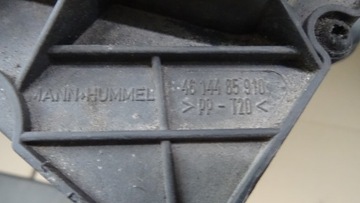 MANN+HUMMEL
46 144 85 910
> PP - T20 <